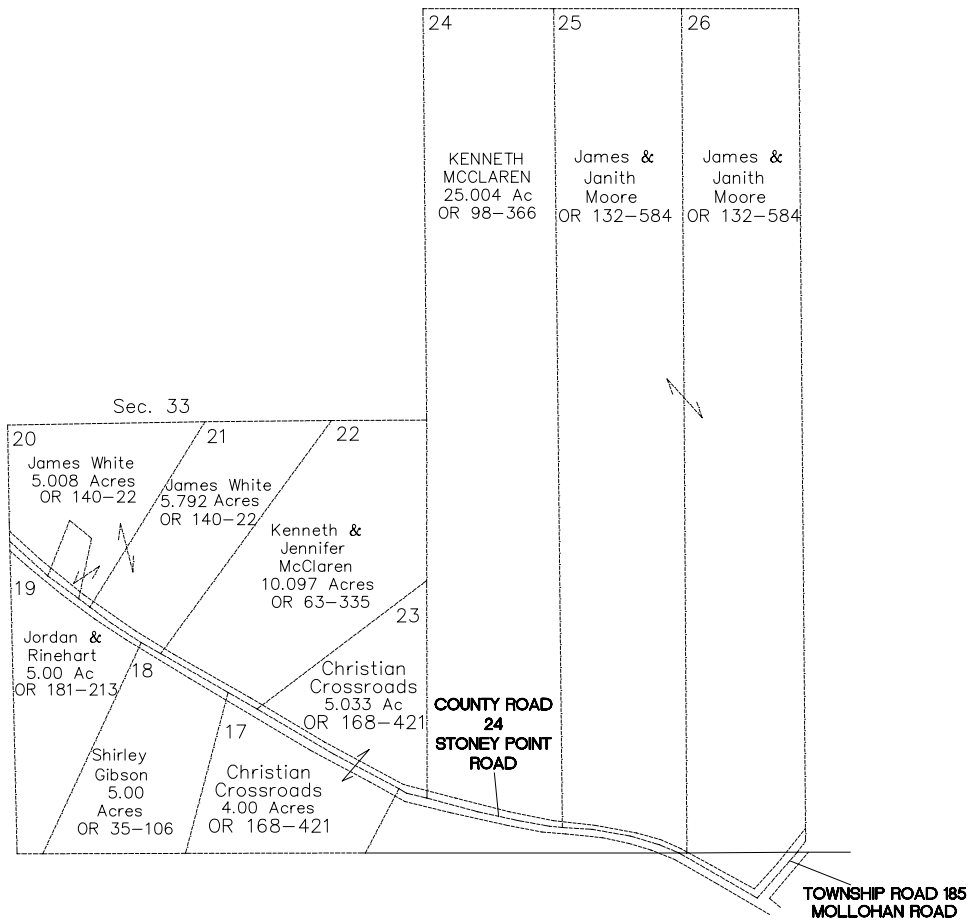 24
25
26
KENNETH
MCCLAREN
25.004 Ac
OR 98-366
James &
Janith
Moore
OR 132-584
James &
Janith
Moore
OR 132-584
Sec. 33
20
21
22
James White
5.008 Acres
OR 140-22
James White
5.792 Acres
OR 140-22
Kenneth &
Jennifer
McClaren
10.097 Acres
OR 63-335
19
23
Jordan &
Rinehart
5.00 Ac
OR 181-213
18
Christian
Crossroads
5.033 Ac
OR 168-421
17
COUNTY ROAD
24
STONEY POINT
ROAD
Shirley
Gibson
5.00
Acres
OR 35-106
Christian
Crossroads
4.00 Acres
OR 168-421
TOWNSHIP ROAD 185
MOLLOHAN ROAD